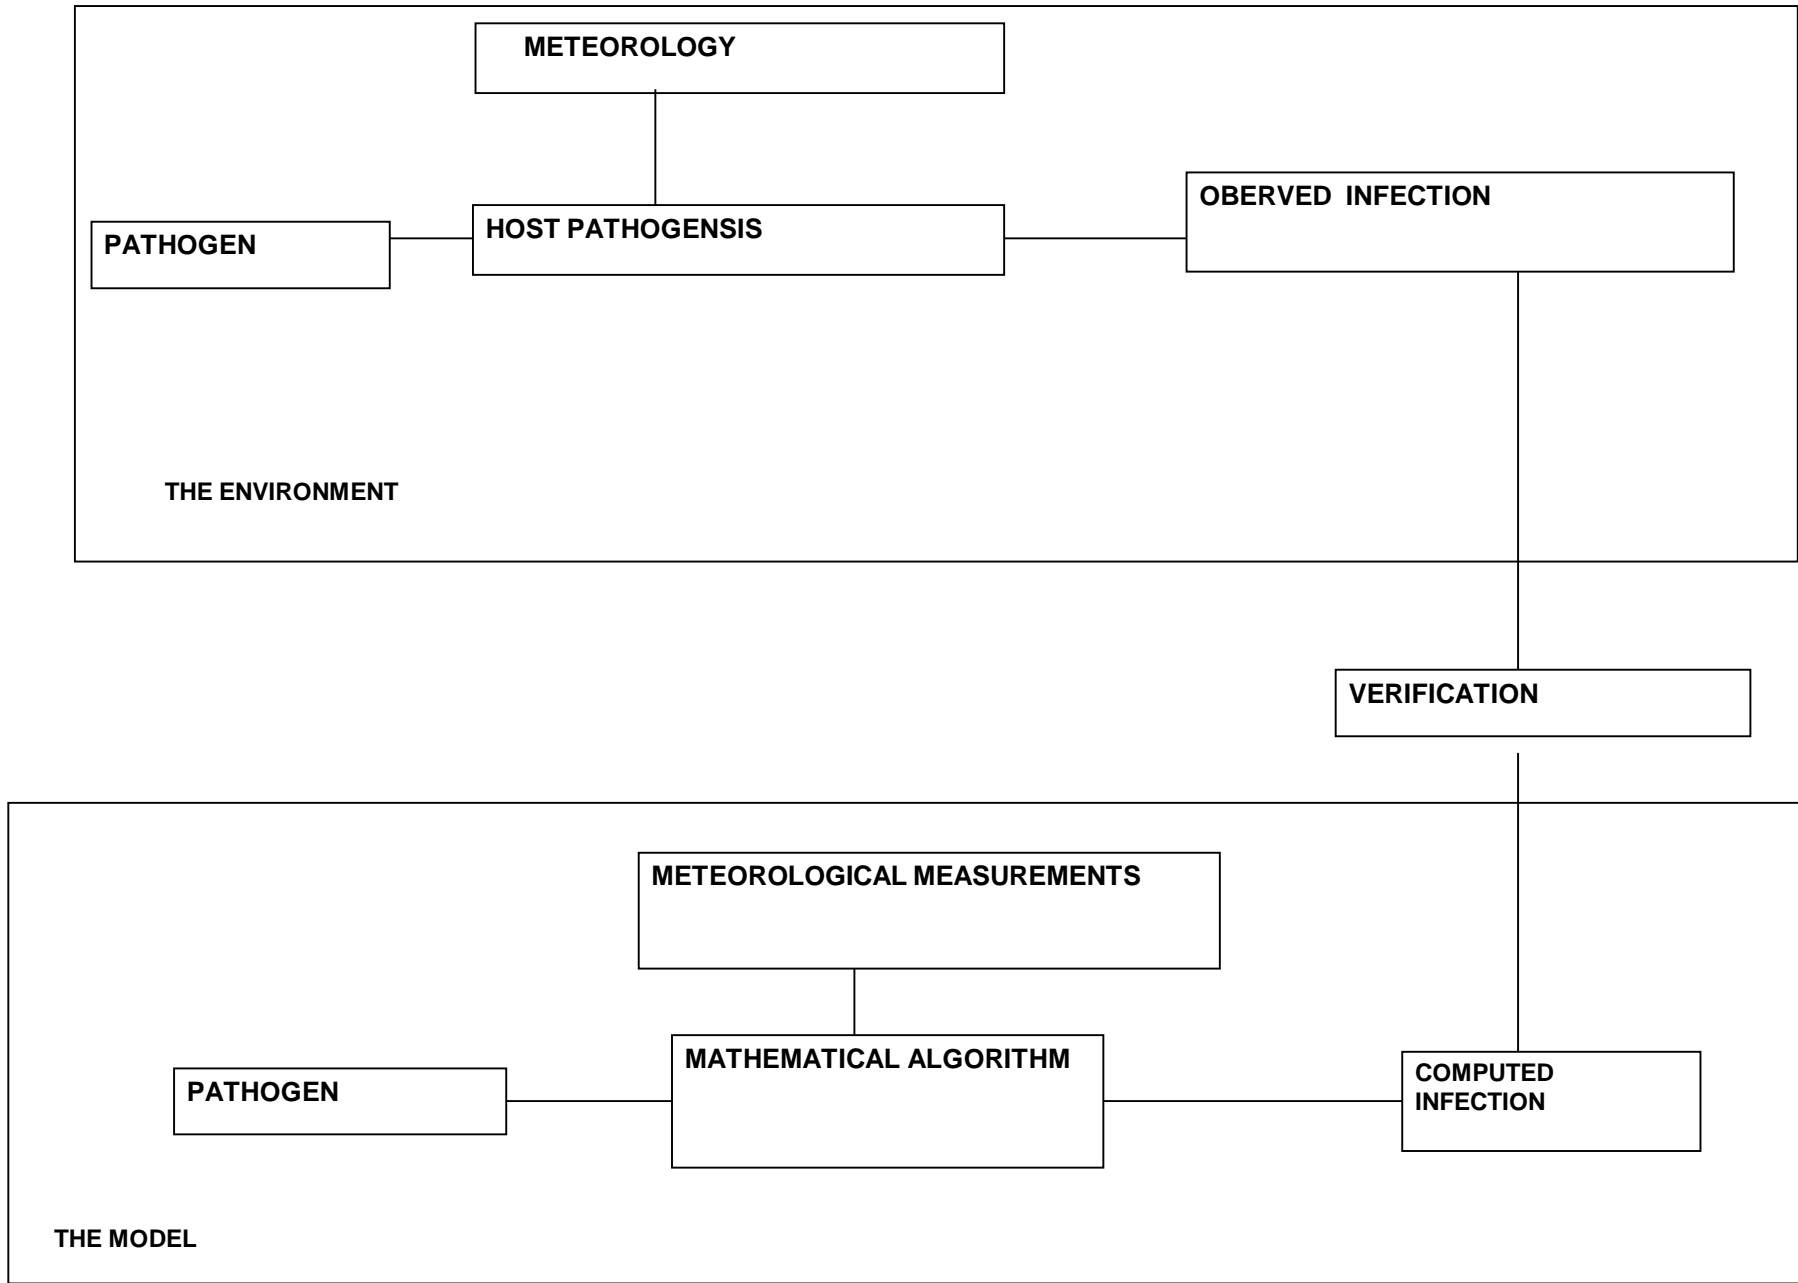 METEOROLOGY
OBERVED  INFECTION
HOST PATHOGENSIS
PATHOGEN
THE ENVIRONMENT
VERIFICATION
METEOROLOGICAL MEASUREMENTS
MATHEMATICAL ALGORITHM
PATHOGEN
COMPUTED
INFECTION
THE MODEL